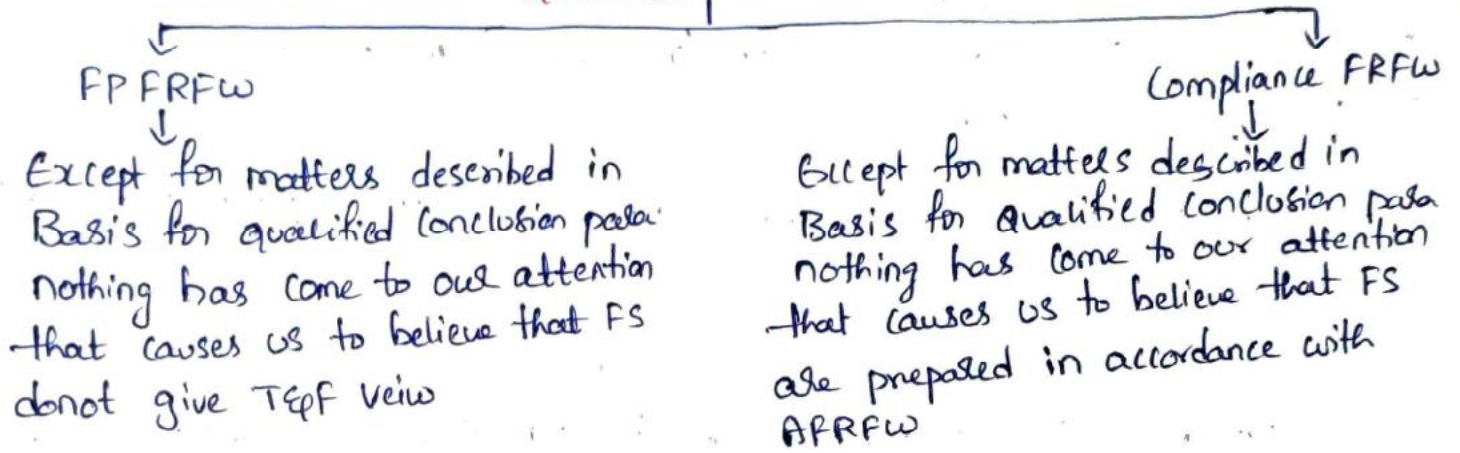 FP FRFW
Except for matters described in
Basis for qualified Conclusion para
nothing has come to our attention
that causes us to believe that FS
donot give T&F veiw
Compliance FRFW
Except for matters described in
Basis for Qualified Conclusion para
nothing has come to our attention
that causes us to believe that FS
are prepared in accordance with
AFRFW